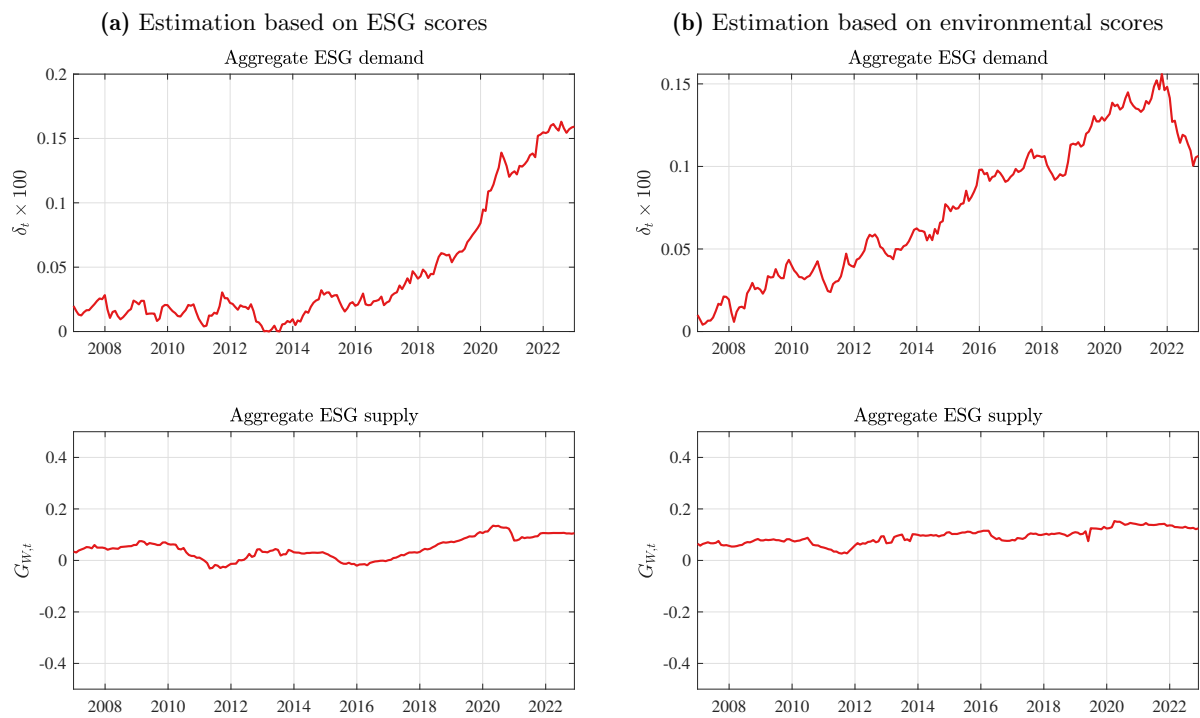 (a) Estimation based on ESG scores
Aggregate ESG demand
δt × 100
0.2
0.15
0.1
0.05
0
2008 2010 2012 2014 2016 2018 2020 2022
Aggregate ESG supply
GW,t
0.4
0.2
0
-0.2
-0.4
2008 2010 2012 2014 2016 2018 2020 2022
(b) Estimation based on environmental scores
Aggregate ESG demand
δt × 100
0.15
0.1
0.05
0
2008 2010 2012 2014 2016 2018 2020 2022
Aggregate ESG supply
GW,t
0.4
0.2
0
-0.2
-0.4
2008 2010 2012 2014 2016 2018 2020 2022